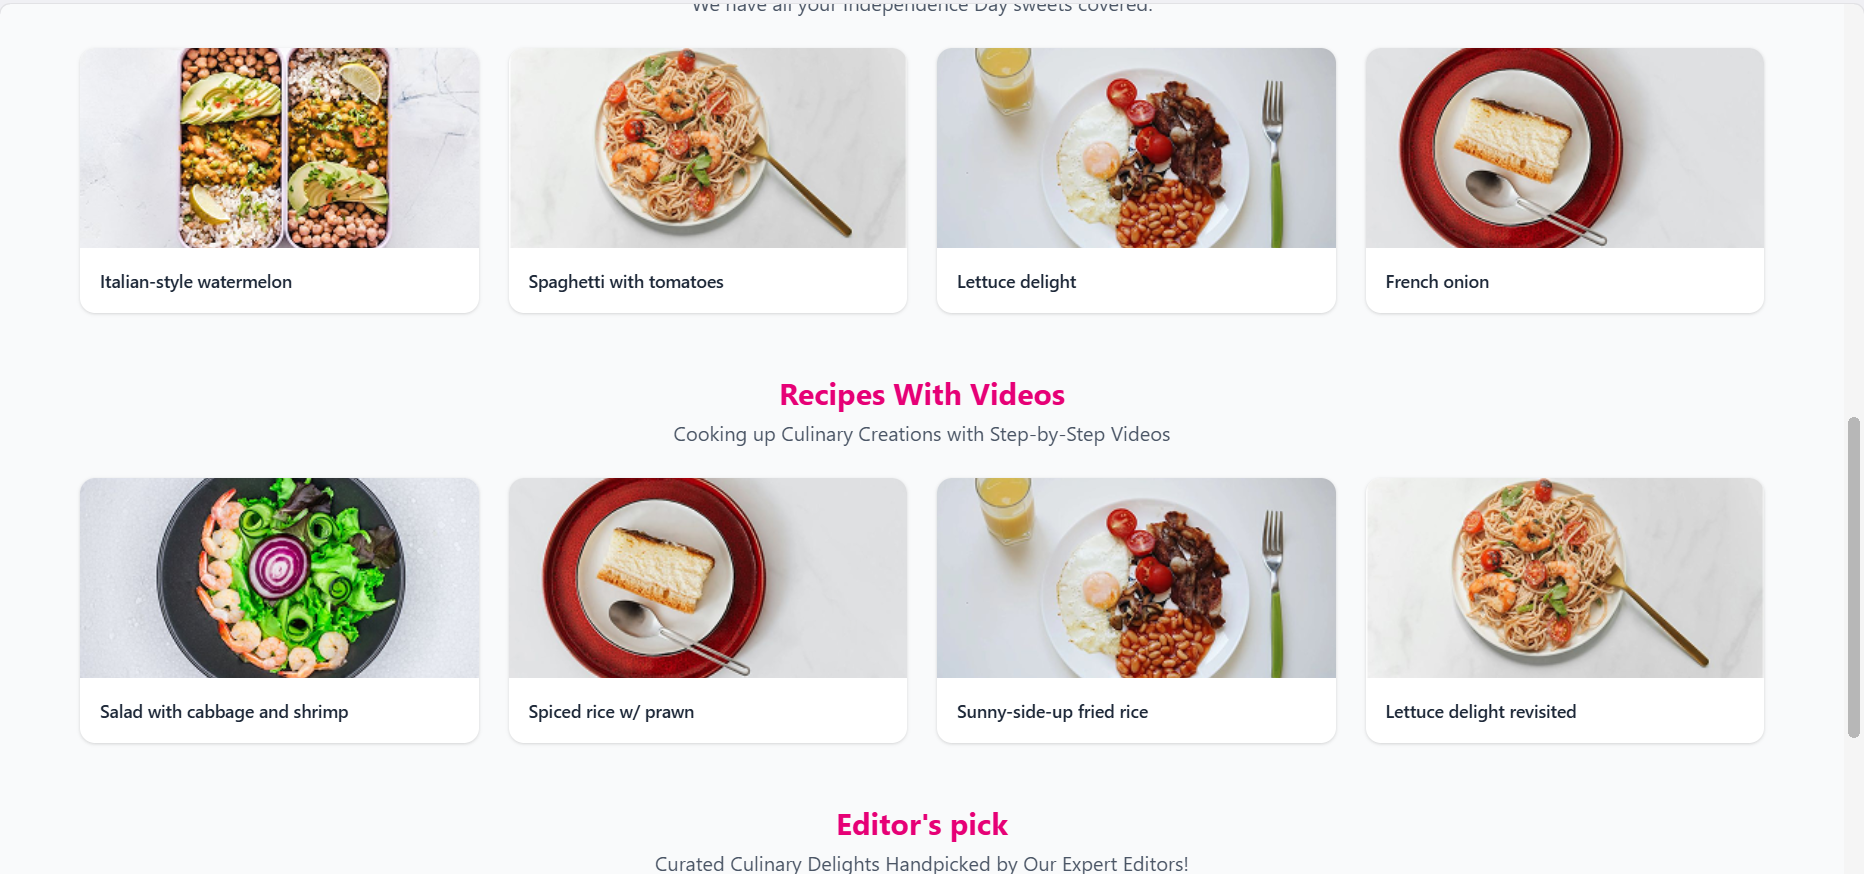 We have all your Independence Day sweets covered.
Italian-style watermelon
Spaghetti with tomatoes
Lettuce delight
French onion
Recipes With Videos
Cooking up Culinary Creations with Step-by-Step Videos
Salad with cabbage and shrimp
Spiced rice w/ prawn
Sunny-side-up fried rice
Lettuce delight revisited
Editor's pick
Curated Culinary Delights Handpicked by Our Expert Editors!